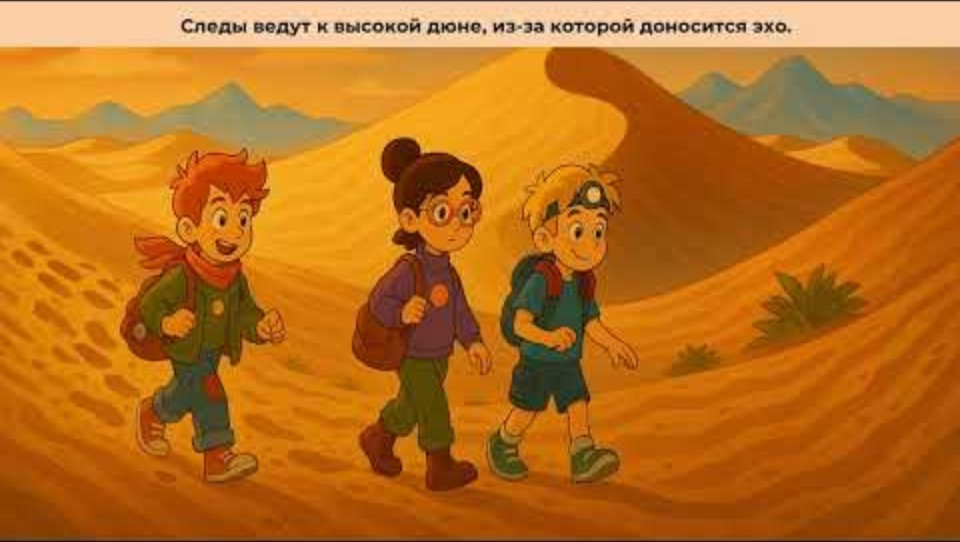 Следы ведут к высокой дюне, из-за которой доносится эхо.